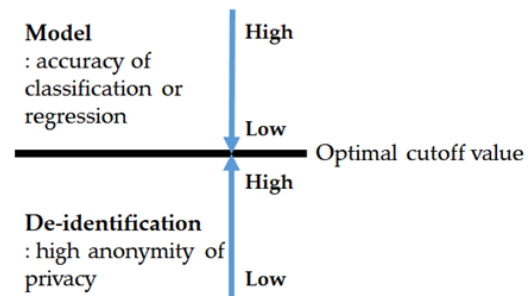 Model
: accuracy of
classification or
regression
High
Low
Optimal cutoff value
High
De-identification
: high anonymity of
privacy
Low